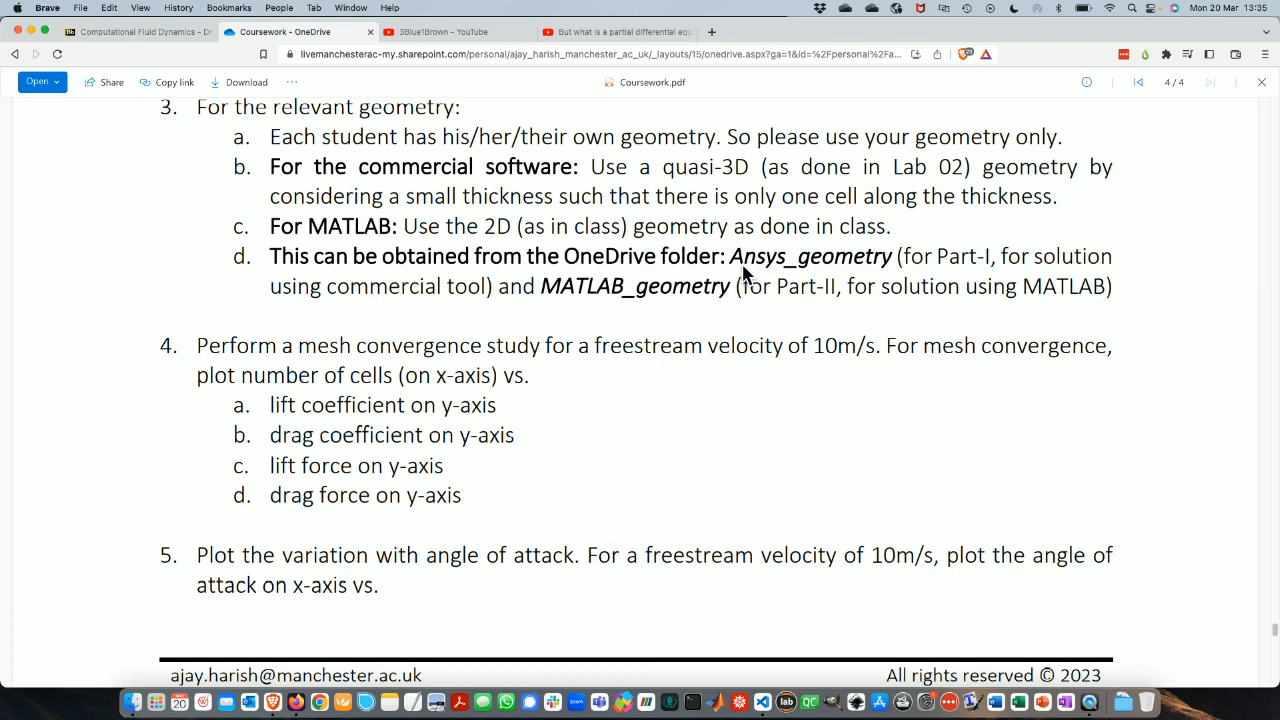 Brave File Edit View History Bookmarks People Tab Window Help Mon 20 Mar 13:35
Computational Fluid Dynamics - Dr Coursework - OneDrive 3Blue1Brown - YouTube But what is a partial differential equ
livemanchesterac-my.sharepoint.com/personal/ajay_harish_manchester_ac_uk/_layouts/15/onedrive.aspx?ga=1&id=%2Fpersonal%2Fa...
Open Share Copy link Download ... Coursework.pdf 4/4
3. For the relevant geometry:
a. Each student has his/her/their own geometry. So please use your geometry only.
b. For the commercial software: Use a quasi-3D (as done in Lab 02) geometry by
considering a small thickness such that there is only one cell along the thickness.
c. For MATLAB: Use the 2D (as in class) geometry as done in class.
d. This can be obtained from the OneDrive folder: Ansys_geometry (for Part-I, for solution
using commercial tool) and MATLAB_geometry (for Part-II, for solution using MATLAB)
4. Perform a mesh convergence study for a freestream velocity of 10m/s. For mesh convergence,
plot number of cells (on x-axis) vs.
a. lift coefficient on y-axis
b. drag coefficient on y-axis
c. lift force on y-axis
d. drag force on y-axis
5. Plot the variation with angle of attack. For a freestream velocity of 10m/s, plot the angle of
attack on x-axis vs.
ajay.harish@manchester.ac.uk All rights reserved © 2023